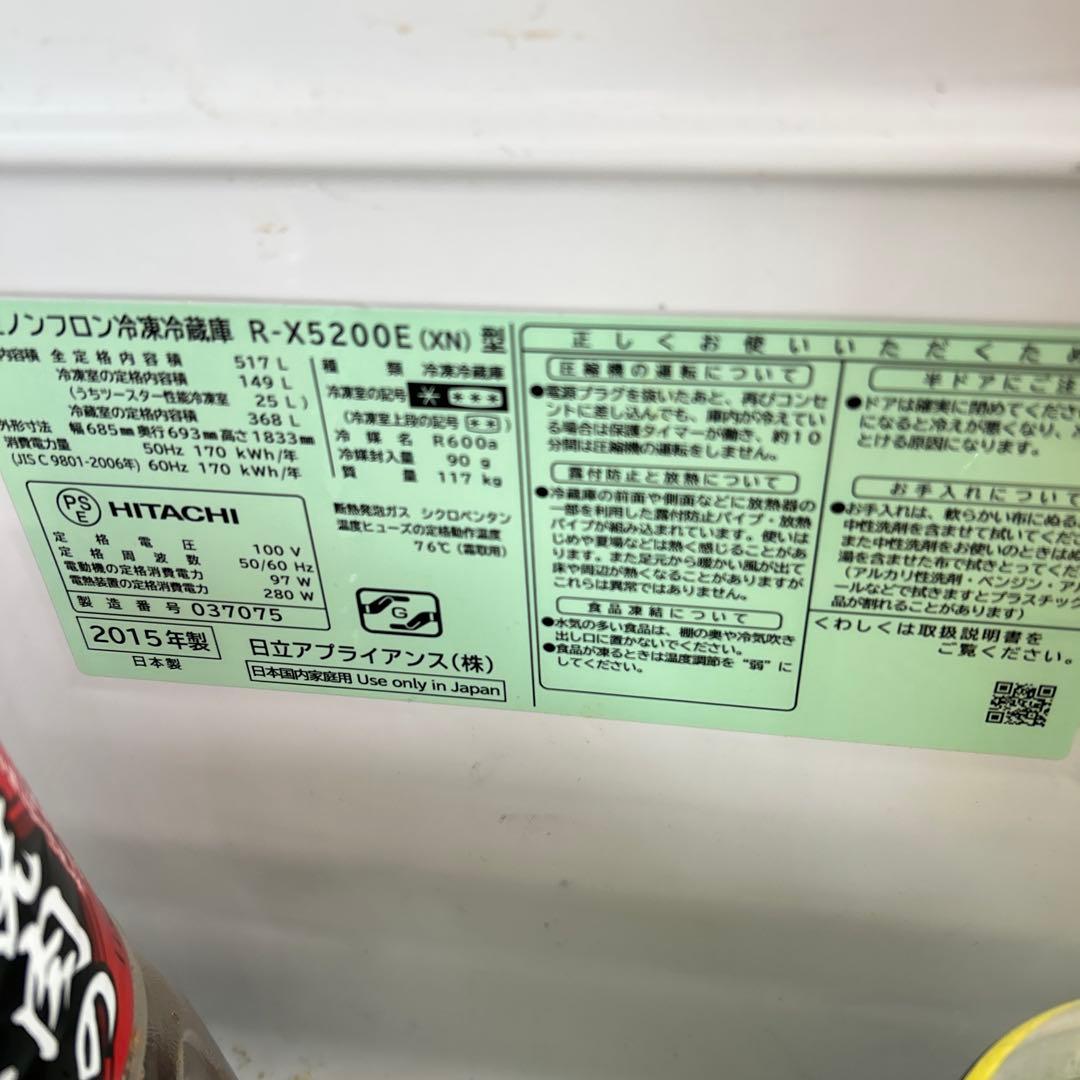 ノンフロン冷凍冷蔵庫 R-X5200E(XN)型
内容積 全定格内容積 517 L
冷凍室の定格内容積 149 L
(うちツースター性能冷凍室 25 L)
冷蔵室の定格内容積 368 L
外形寸法 幅685mm 奥行693mm 高さ1833mm
消費電力量 50Hz 170 kWh/年
(JIS C 9801-2006年) 60Hz 170 kWh/年
種類 冷凍冷蔵庫
冷凍室の記号 ****
(冷凍室上段の記号 **)
冷媒名 R600a
冷媒封入量 90 g
質量 117 kg
断熱発泡ガス シクロペンタン
温度ヒューズの定格動作温度
76℃(霜取用)
PSE HITACHI
定格電圧 100 V
定格周波数 50/60 Hz
電動機の定格消費電力 97 W
電熱装置の定格消費電力 280 W
製造番号 037075
2015年製
日本製
G
日立アプライアンス(株)
日本国内家庭用 Use only in Japan
正しくお使いいただくため
圧縮機の運転について
●電源プラグを抜いたあと、再びコンセ
ントに差し込んでも、庫内が冷えてい
る場合は保護タイマーが働き、約10
分間は圧縮機の運転をしません。
露付防止と放熱について
●冷蔵庫の前面や側面などに放熱器の
一部を利用した露付防止パイプ・放熱
パイプが組み込まれています。使いは
じめや夏場などは熱く感じることがあ
ります。また足元から暖かい風が出て
床や周辺が熱くなることがありますが
これらは異常ではありません。
食品凍結について
●水気の多い食品は、棚の奥や冷気吹き
出し口に置かないでください。
●食品が凍るときは温度調節を“弱”に
してください。
半ドアにご注
●ドアは確実に閉めてくださ
になると冷えが悪くなり、
とける原因になります。
お手入れについて
●お手入れは、軟らかい布にぬる
中性洗剤を含ませて拭いてくださ
また中性洗剤をお使いのときはぬ
湯を含ませた布で拭きとってくだ
(アルカリ性洗剤・ベンジン・アル
ールなどで拭きますとプラスチック
品が割れることがあります)
くわしくは取扱説明書を
ご覧ください。